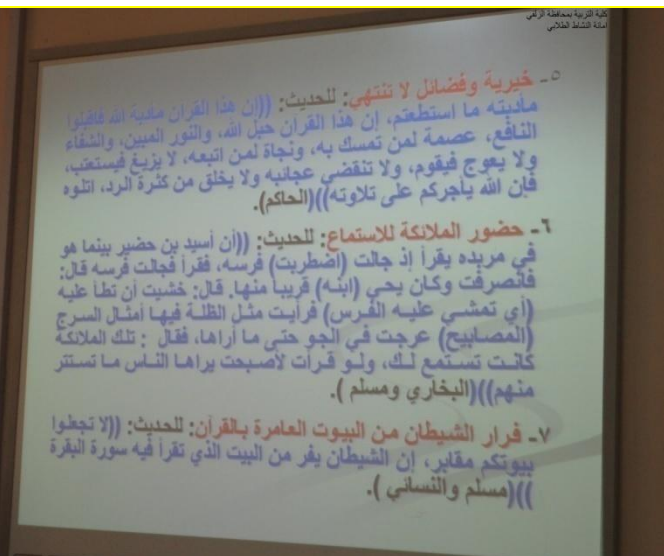 كلية التربية بمحافظة الزلفي
أمانة النشاط الطلابي
٥- خيرية وفضائل لا تنتهي: للحديث: ((إن هذا القرآن مأدبة الله فاقبلوا
مأدبته ما استطعتم، إن هذا القرآن حبل الله، والنور المبين، والشفاء
النافع، عصمة لمن تمسك به، ونجاة لمن اتبعه، لا يزيغ فيستعتب،
ولا يعوج فيقوم، ولا تنقضي عجائبه ولا يخلق من كثرة الرد، اتلوه
فإن الله يأجركم على تلاوته))(الحاكم).
٦- حضور الملائكة للاستماع: للحديث: ((أن أسيد بن حضير بينما هو
في مربده يقرأ إذ جالت (اضطربت) فرسه، فقرأ فجالت فرسه قال:
فانصرفت وكان يحي (ابنه) قريباً منها. قال: خشيت أن تطأ عليه
(أي تمشي عليه الفرس) فرأيت مثل الظلة فيها أمثال السرج
(المصابيح) عرجت في الجو حتى ما أراها، فقال : تلك الملائكة
كانت تستمع لك، ولو قرأت لأصبحت يراها الناس ما تستتر
منهم))(البخاري ومسلم ).
٧- فرار الشيطان من البيوت العامرة بالقرآن: للحديث: ((لا تجعلوا
بيوتكم مقابر، إن الشيطان يفر من البيت الذي تقرأ فيه سورة البقرة
))(مسلم والنسائي ).